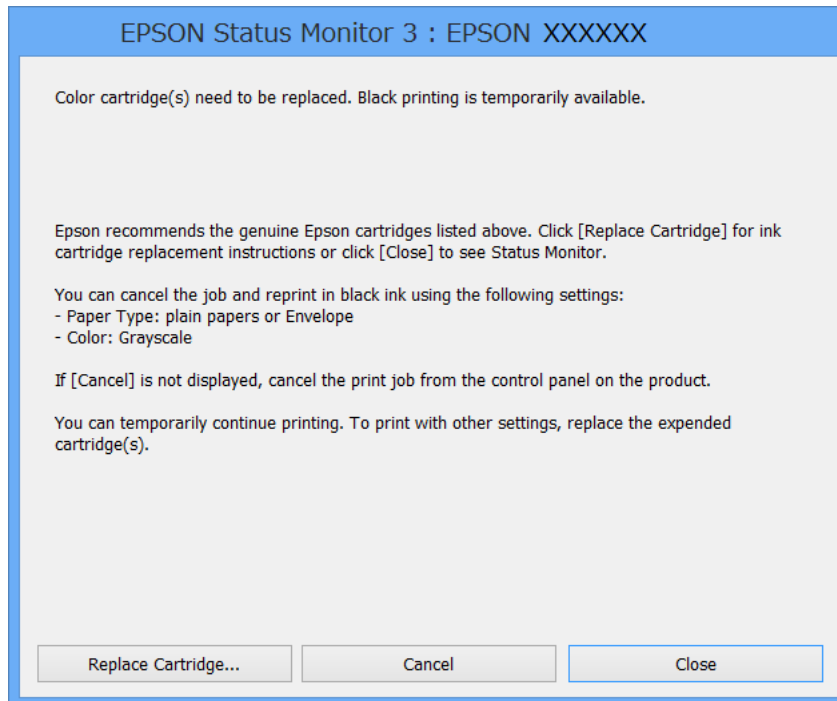 EPSON Status Monitor 3 : EPSON XXXXXX
Color cartridge(s) need to be replaced. Black printing is temporarily available.
Epson recommends the genuine Epson cartridges listed above. Click [Replace Cartridge] for ink
cartridge replacement instructions or click [Close] to see Status Monitor.
You can cancel the job and reprint in black ink using the following settings:
- Paper Type: plain papers or Envelope
- Color: Grayscale
If [Cancel] is not displayed, cancel the print job from the control panel on the product.
You can temporarily continue printing. To print with other settings, replace the expended
cartridge(s).
Replace Cartridge... Cancel Close